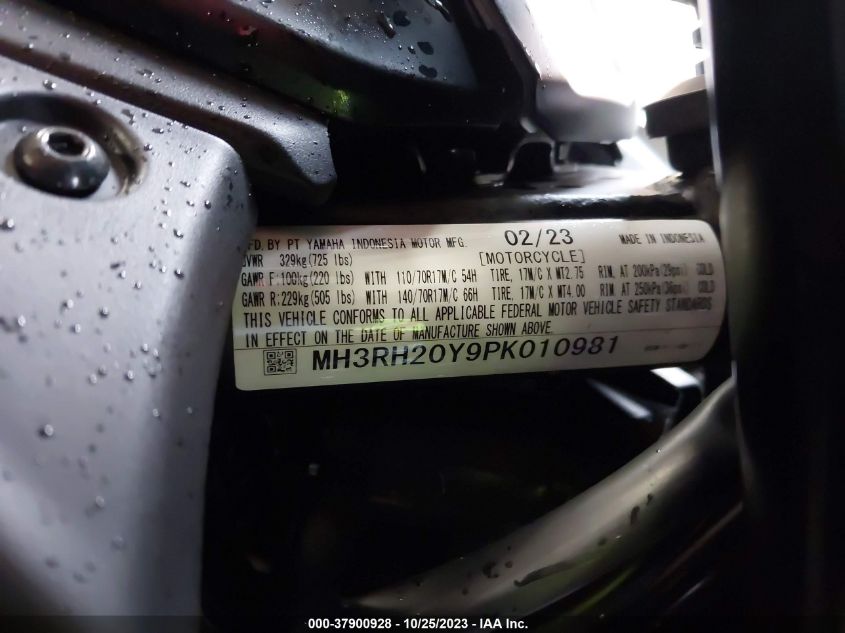 MFD. BY PT YAMAHA INDONESIA MOTOR MFG. 02/23 MADE IN INDONESIA
GVWR 329kg(725 lbs) [MOTORCYCLE]
GAWR F:100kg(220 lbs) WITH 110/70R17M/C 54H TIRE, 17M/C X MT2.75 RIM, AT 200kPa(29psi) COLD
GAWR R:229kg(505 lbs) WITH 140/70R17M/C 66H TIRE, 17M/C X MT4.00 RIM, AT 250kPa(36psi) COLD
THIS VEHICLE CONFORMS TO ALL APPLICABLE FEDERAL MOTOR VEHICLE SAFETY STANDARDS
IN EFFECT ON THE DATE OF MANUFACTURE SHOWN ABOVE.
MH3RH20Y9PK010981
000-37900928 - 10/25/2023 - IAA Inc.